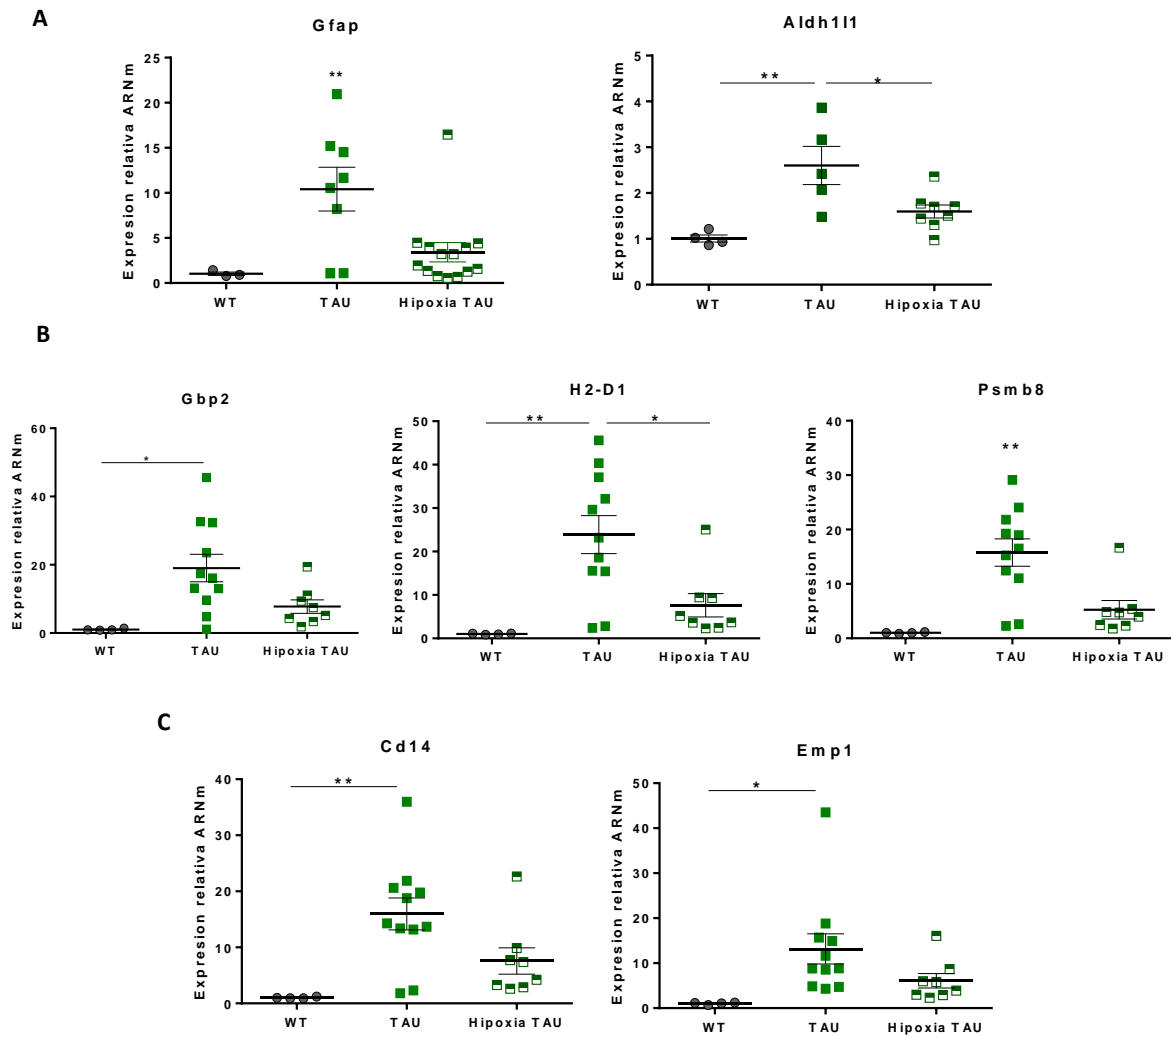 A
Gfap
Expresion relativa ARNm
25
20
15
10
5
0
**
WT
TAU
Hipoxia TAU
Aldh1l1
Expresion relativa ARNm
5
4
3
2
1
0
**
*
WT
TAU
Hipoxia TAU
B
Gbp2
Expresion relativa ARNm
60
40
20
0
*
WT
TAU
Hipoxia TAU
H2-D1
Expresion relativa ARNm
50
40
30
20
10
0
**
*
WT
TAU
Hipoxia TAU
Psmb8
Expresion relativa ARNm
40
30
20
10
0
**
WT
TAU
Hipoxia TAU
C
Cd14
Expresion relativa ARNm
40
30
20
10
0
**
WT
TAU
Hipoxia TAU
Emp1
Expresion relativa ARNm
50
40
30
20
10
0
*
WT
TAU
Hipoxia TAU